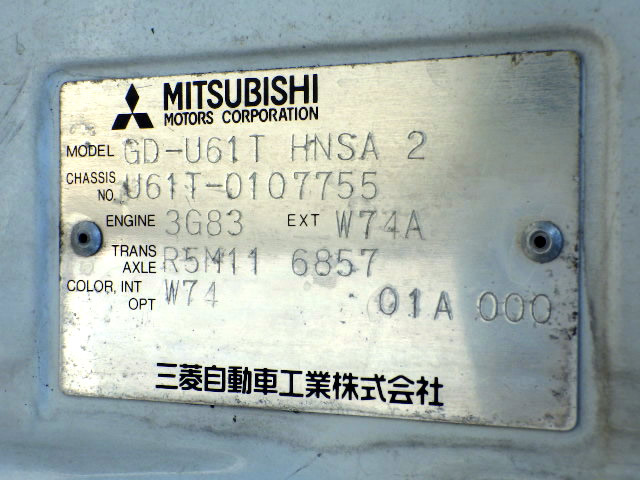 MITSUBISHI
MOTORS CORPORATION
MODEL GD-U61T HNSA 2
CHASSIS NO. U61T-0107755
ENGINE 3G83 EXT W74A
TRANS AXLE R5M11 6857
COLOR, INT OPT W74 01A 000
三菱自動車工業株式会社